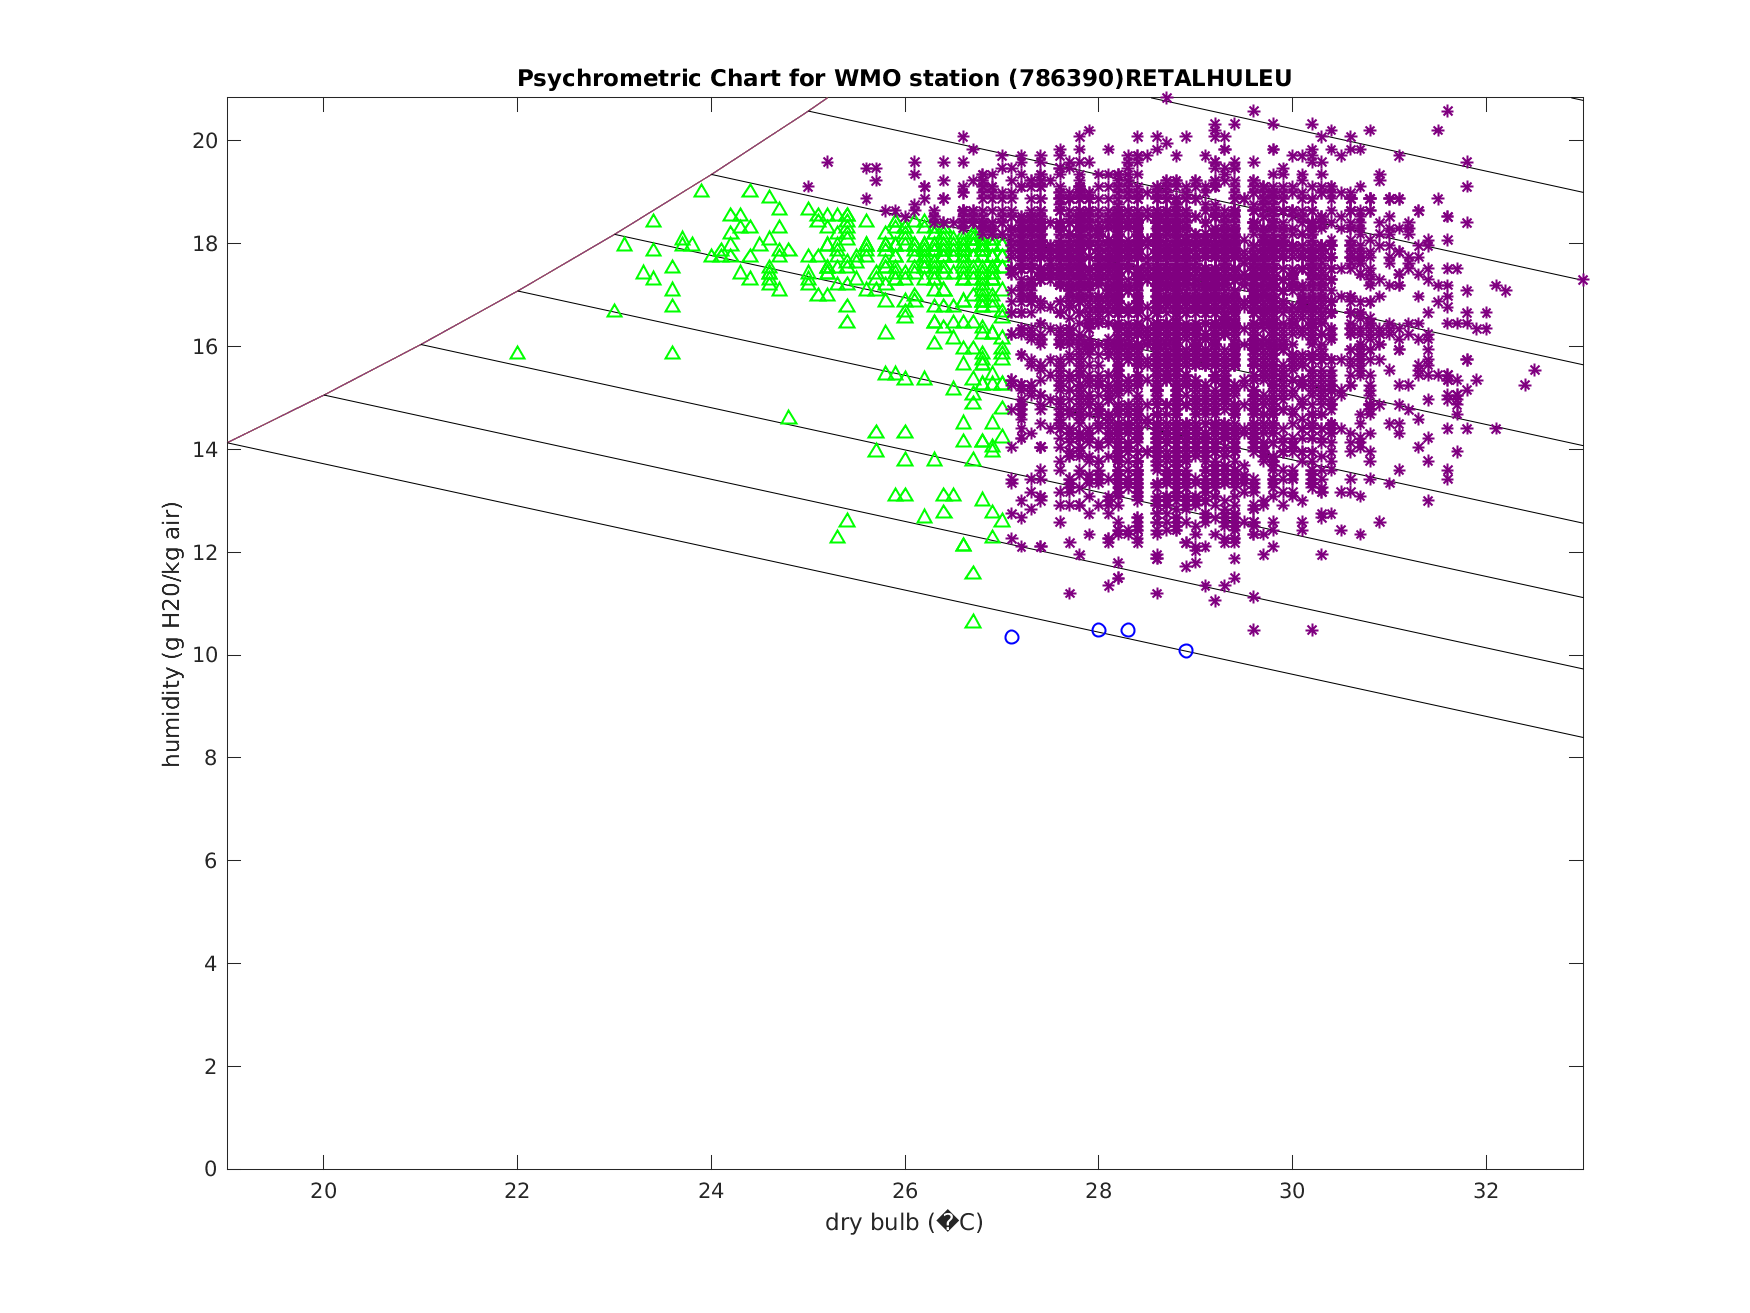 Psychrometric Chart for WMO station (786390)RETALHULEU
20
18
16
14
12
10
8
6
4
2
0
humidity (g H20/kg air)
20 22 24 26 28 30 32
dry bulb (�C)